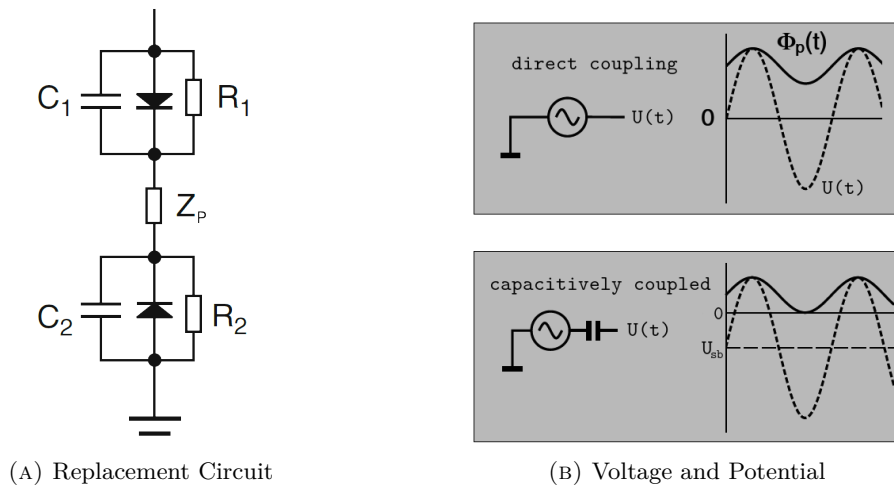 C1
R1
ZP
C2
R2
(A) Replacement Circuit
direct coupling
U(t)
Φp(t)
0
U(t)
capacitively coupled
U(t)
0
Usb
(B) Voltage and Potential